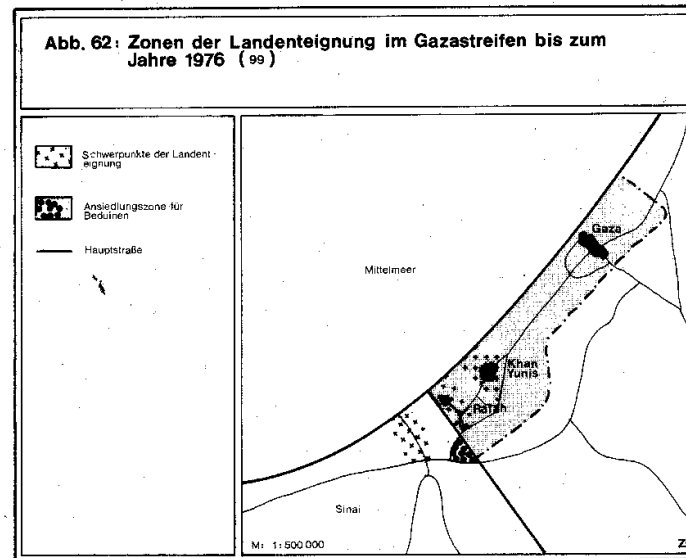 Abb. 62: Zonen der Landenteignung im Gazastreifen bis zum
Jahre 1976 (99)
Schwerpunkte der Landent-
eignung
Ansiedlungszone für
Beduinen
Hauptstraße
Mittelmeer
Gaza
Khan
Yunis
Rafah
Sinai
M: 1:500 000
Z